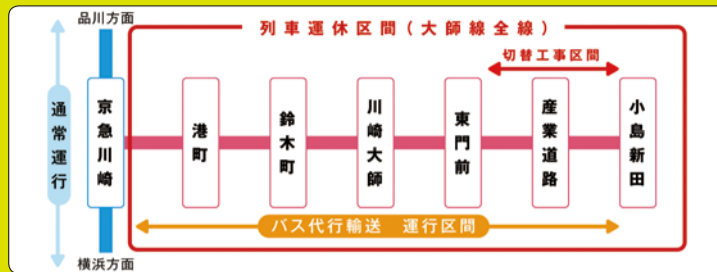 品川方面
列車運休区間(大師線全線)
切替工事区間
通常運行
京急川崎
港町
鈴木町
川崎大師
東門前
産業道路
小島新田
バス代行輸送 運行区間
横浜方面